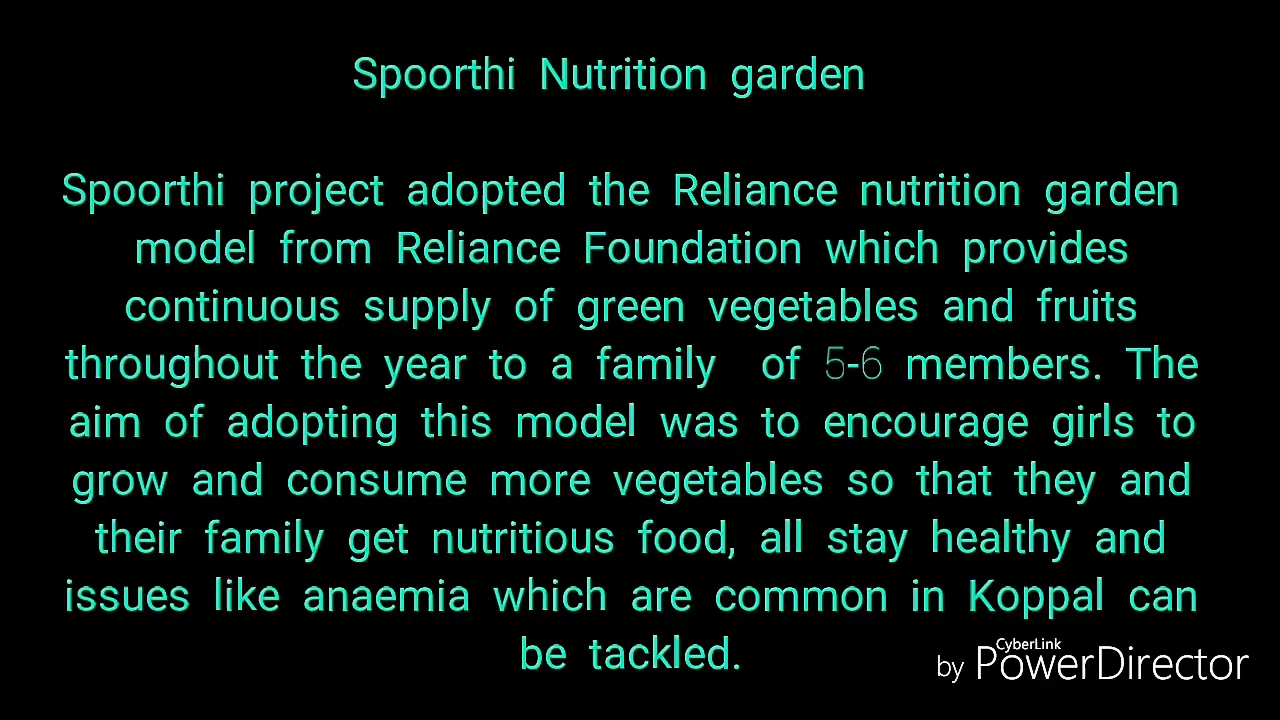 Spoorthi Nutrition garden
Spoorthi project adopted the Reliance nutrition garden
model from Reliance Foundation which provides
continuous supply of green vegetables and fruits
throughout the year to a family of 5-6 members. The
aim of adopting this model was to encourage girls to
grow and consume more vegetables so that they and
their family get nutritious food, all stay healthy and
issues like anaemia which are common in Koppal can
be tackled.
by CyberLink PowerDirector